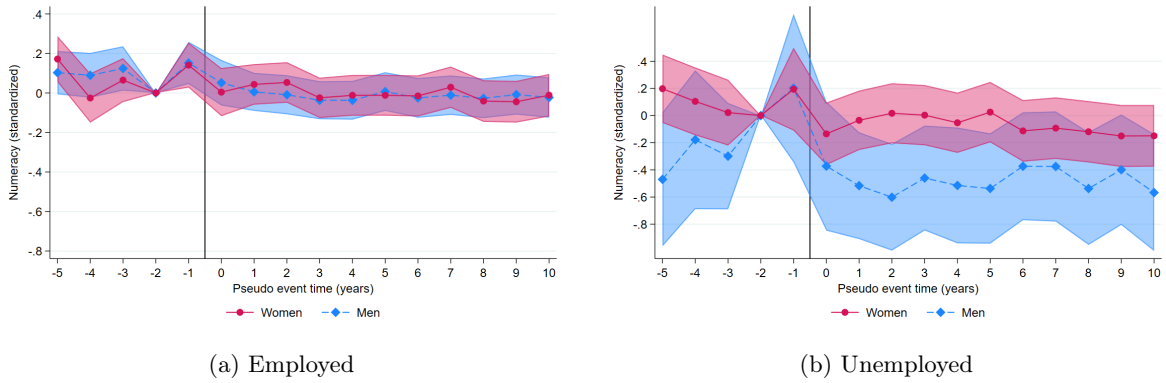 .4
.2
0
-.2
-.4
-.6
-.8
Numeracy (standardized)
-5 -4 -3 -2 -1 0 1 2 3 4 5 6 7 8 9 10
Pseudo event time (years)
Women Men
(a) Employed
.4
.2
0
-.2
-.4
-.6
-.8
Numeracy (standardized)
-5 -4 -3 -2 -1 0 1 2 3 4 5 6 7 8 9 10
Pseudo event time (years)
Women Men
(b) Unemployed